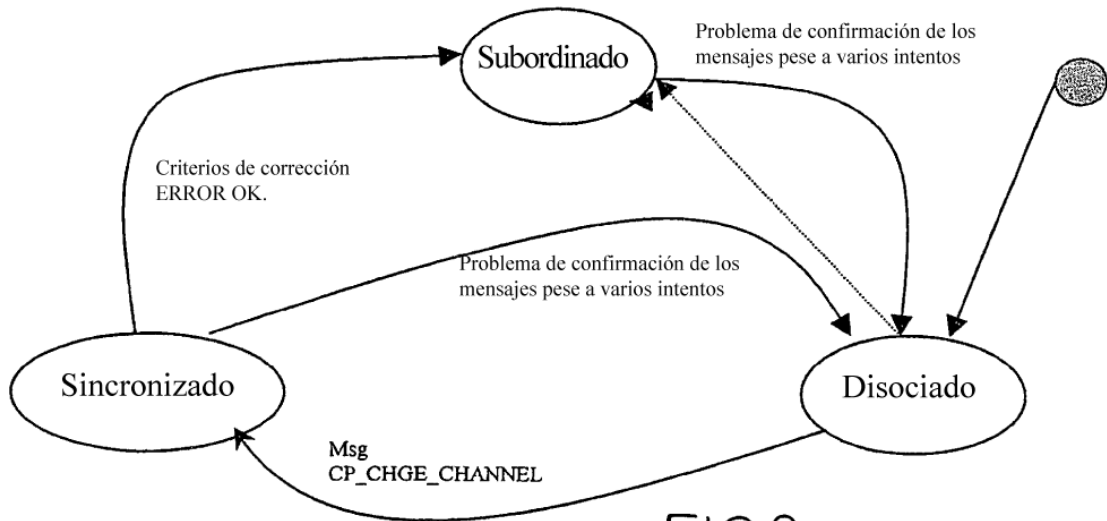 Problema de confirmación de los
mensajes pese a varios intentos
Subordinado
Criterios de corrección
ERROR OK.
Problema de confirmación de los
mensajes pese a varios intentos
Sincronizado
Disociado
Msg
CP_CHGE_CHANNEL